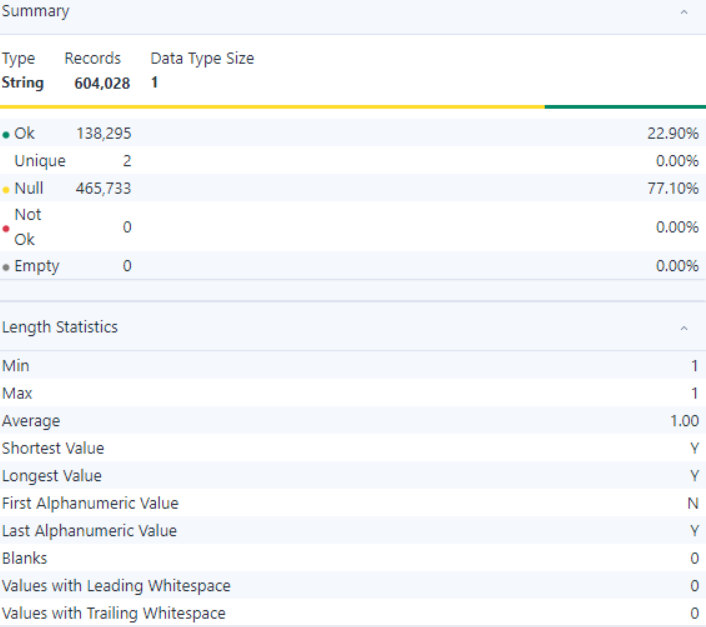 Summary
Type Records Data Type Size
String 604,028 1
Ok 138,295 22.90%
Unique 2 0.00%
Null 465,733 77.10%
Not
Ok 0 0.00%
Empty 0 0.00%
Length Statistics
Min 1
Max 1
Average 1.00
Shortest Value Y
Longest Value Y
First Alphanumeric Value N
Last Alphanumeric Value Y
Blanks 0
Values with Leading Whitespace 0
Values with Trailing Whitespace 0